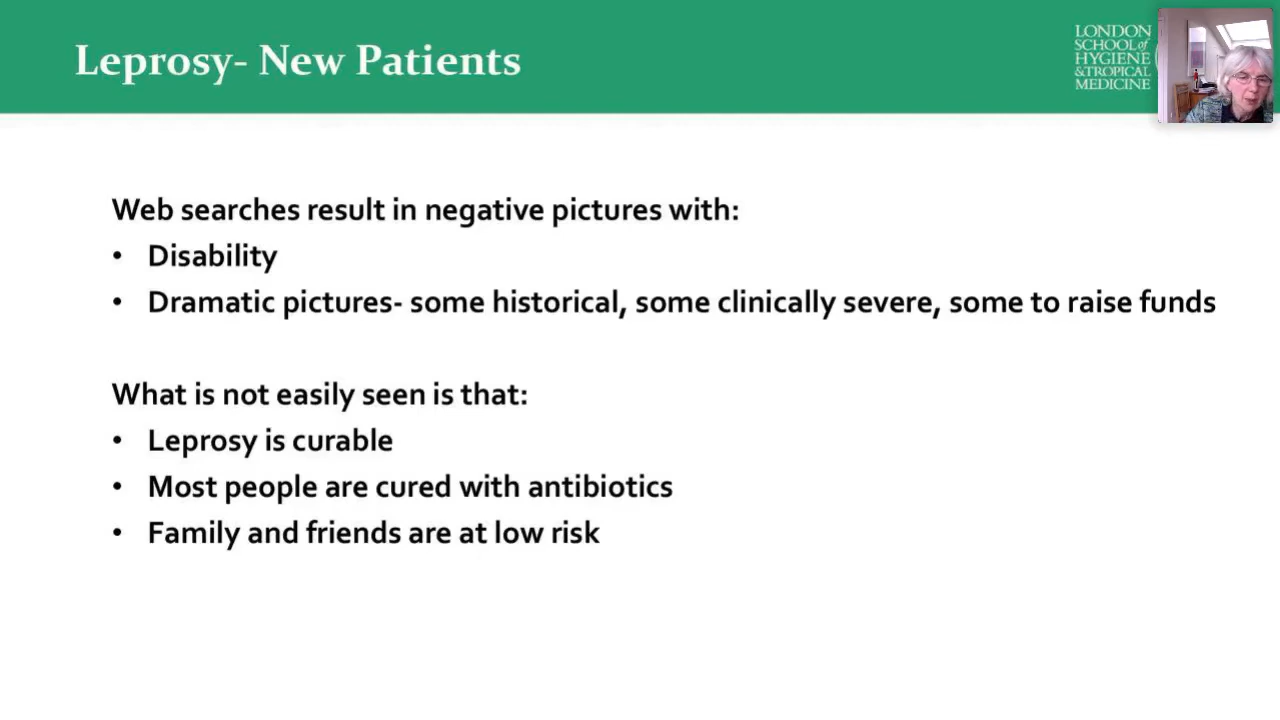 Leprosy- New Patients
LONDON
SCHOOL of
HYGIENE
&TROPICAL
MEDICINE
Web searches result in negative pictures with:
• Disability
• Dramatic pictures- some historical, some clinically severe, some to raise funds
What is not easily seen is that:
• Leprosy is curable
• Most people are cured with antibiotics
• Family and friends are at low risk